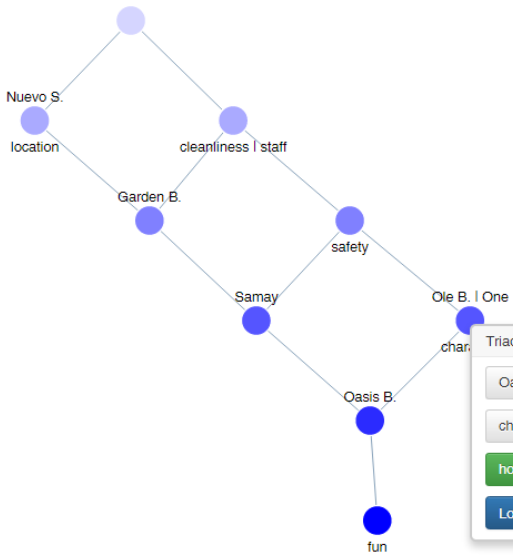 Nuevo S.
location
cleanliness | staff
Garden B.
safety
Samay
Ole B. | One
Oasis B.
fun